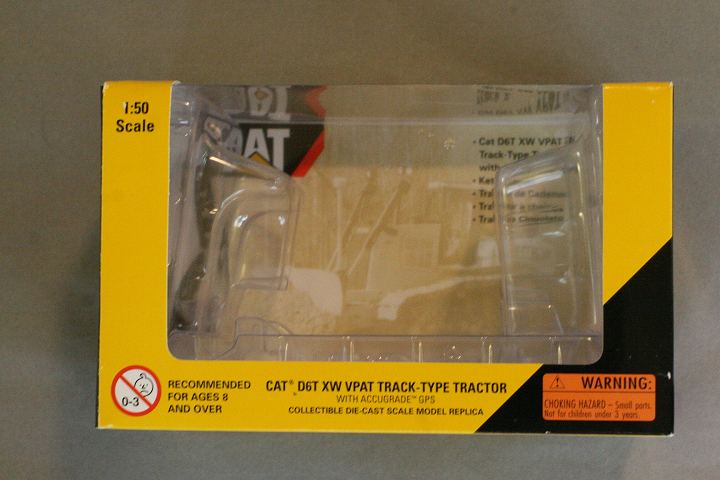 1:50
Scale
CAT
• Cat D6T XW VPAT
Track-Type
with
0-3
RECOMMENDED
FOR AGES 8
AND OVER
CAT® D6T XW VPAT TRACK-TYPE TRACTOR
WITH ACCUGRADE™ GPS
COLLECTIBLE DIE-CAST SCALE MODEL REPLICA
WARNING:
CHOKING HAZARD – Small parts.
Not for children under 3 years.